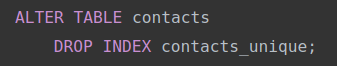 ALTER TABLE contacts
DROP INDEX contacts_unique;